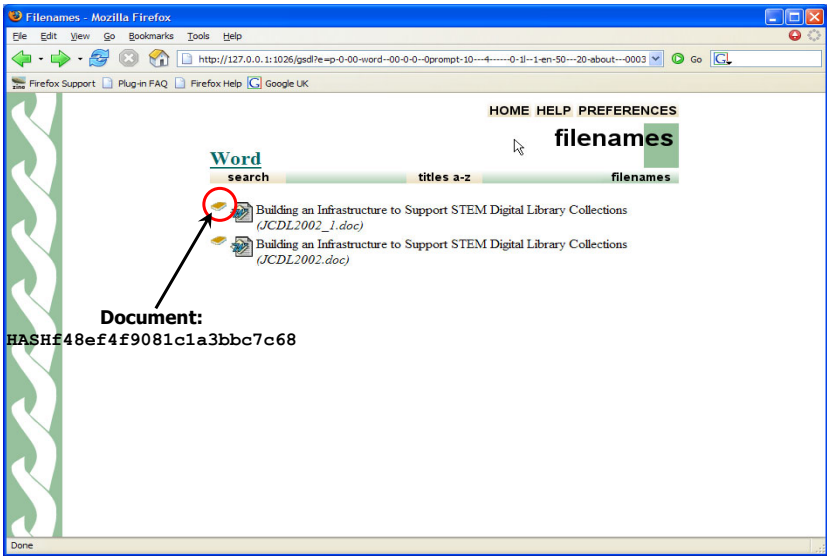 Filenames - Mozilla Firefox
File Edit View Go Bookmarks Tools Help
http://127.0.0.1:1026/gsdl?e=p-0-00-word--00-0-0--0prompt-10---4------0-1l--1-en-50---20-about---0003 Go G
Firefox Support Plug-in FAQ Firefox Help G Google UK
HOME HELP PREFERENCES
filenames
Word
search titles a-z filenames
Building an Infrastructure to Support STEM Digital Library Collections
(JCDL2002_1.doc)
Building an Infrastructure to Support STEM Digital Library Collections
(JCDL2002.doc)
Document:
HASHf48ef4f9081c1a3bbc7c68
Done